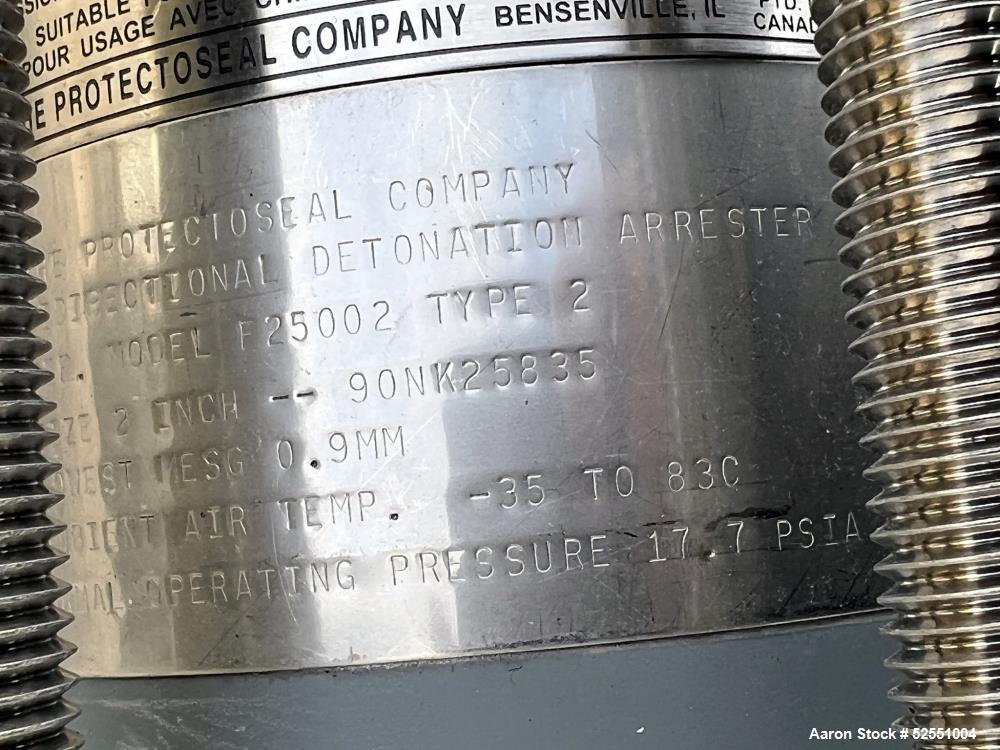 SUITABLE
POUR USAGE AVEC
PROTECTOSEAL COMPANY BENSENVILLE, IL
PROTECTOSEAL COMPANY
DIRECTIONAL DETONATION ARRESTER
MODEL F25002 TYPE 2
2 INCH -- 90NK25835
MESG 0.9MM
AIR TEMP. -35 TO 83C
OPERATING PRESSURE 17.7 PSIA
Aaron Stock # 52551004